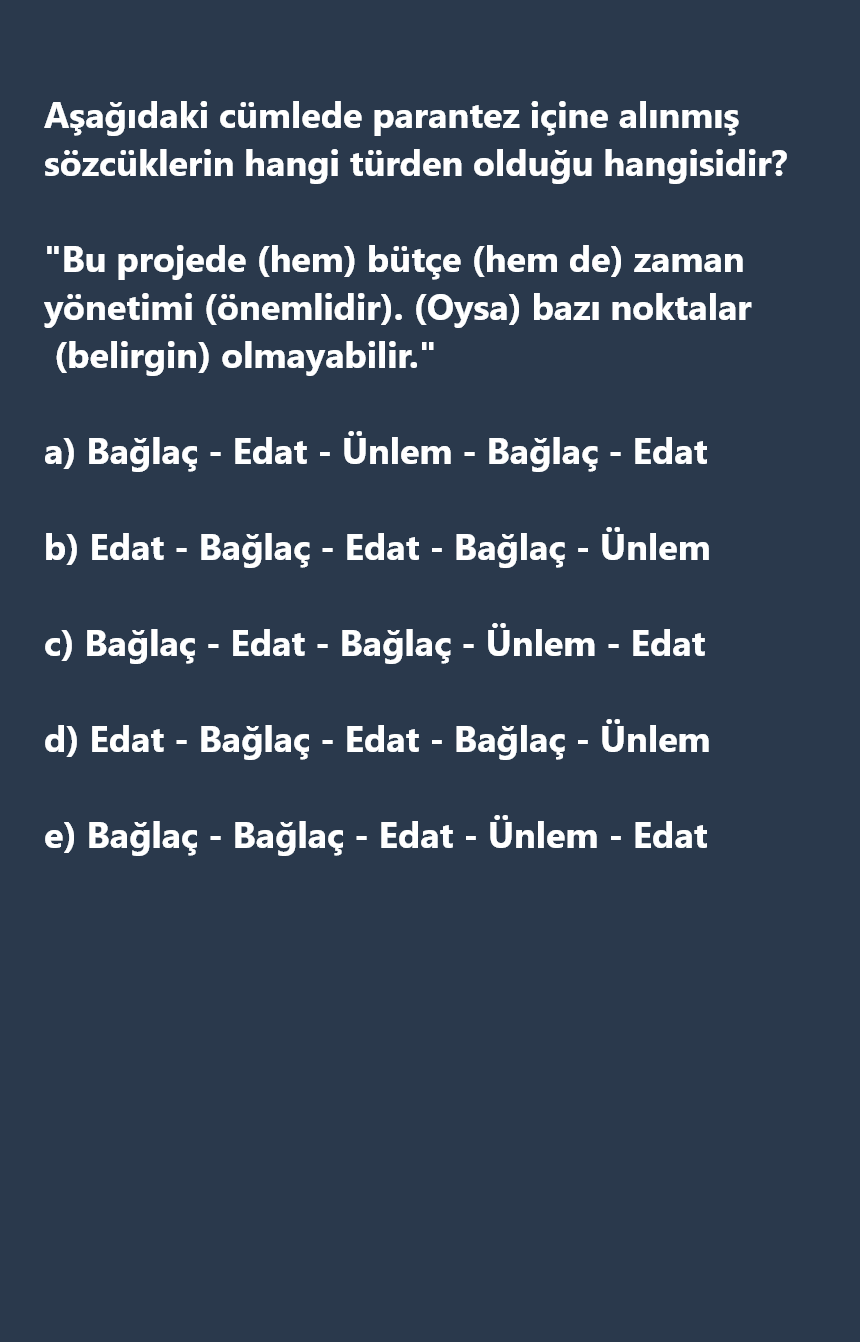 Aşağıdaki cümlede parantez içine alınmış
sözcüklerin hangi türden olduğu hangisidir?
"Bu projede (hem) bütçe (hem de) zaman
yönetimi (önemlidir). (Oysa) bazı noktalar
(belirgin) olmayabilir."
a) Bağlaç - Edat - Ünlem - Bağlaç - Edat
b) Edat - Bağlaç - Edat - Bağlaç - Ünlem
c) Bağlaç - Edat - Bağlaç - Ünlem - Edat
d) Edat - Bağlaç - Edat - Bağlaç - Ünlem
e) Bağlaç - Bağlaç - Edat - Ünlem - Edat